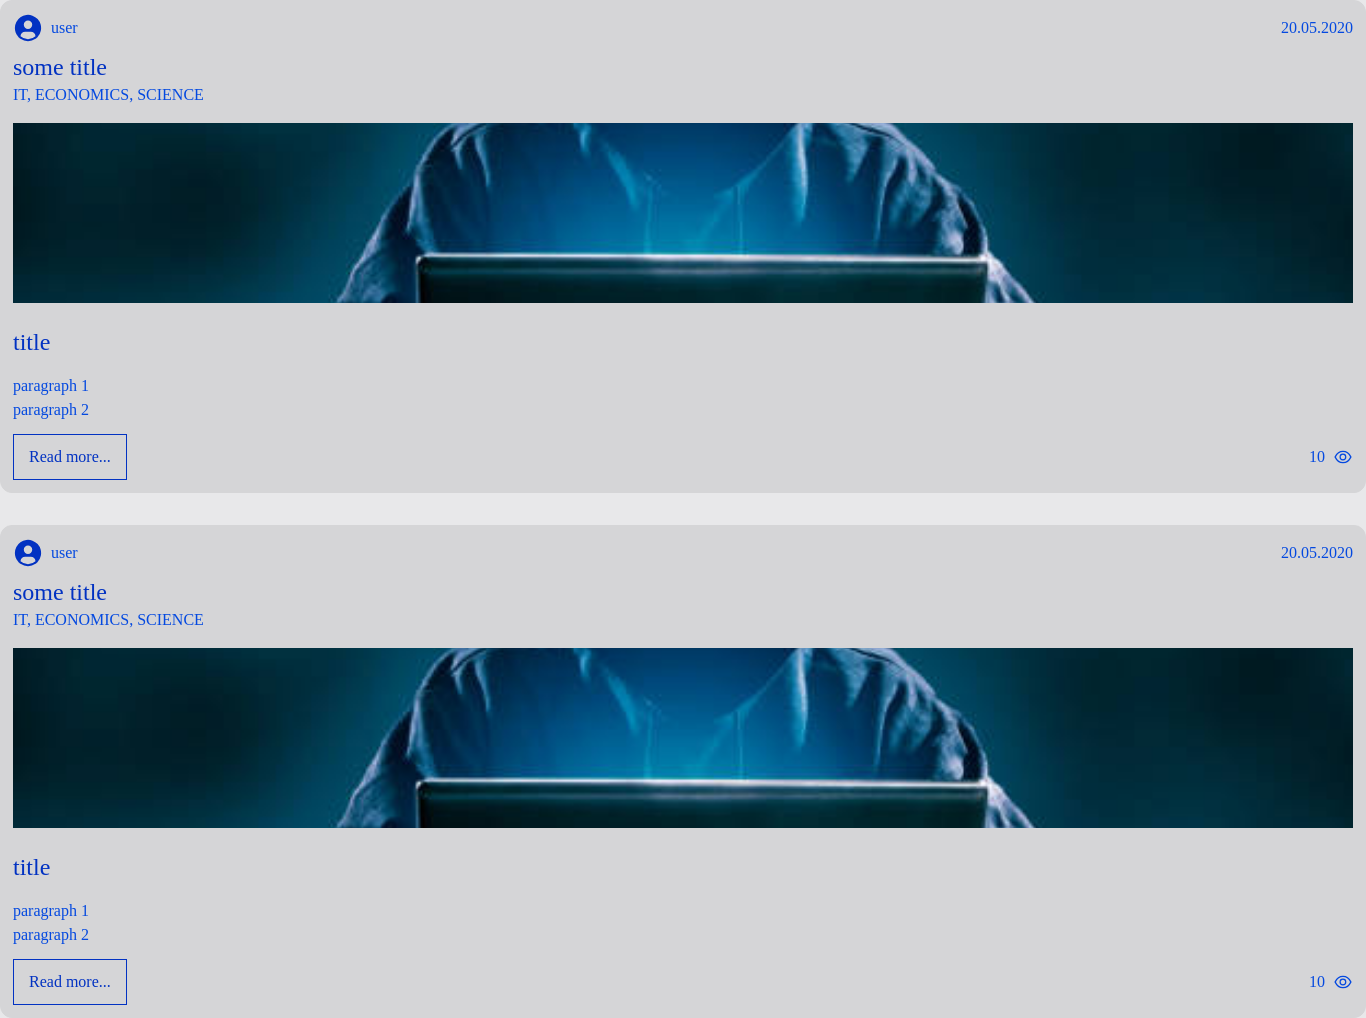 user
20.05.2020
some title
IT, ECONOMICS, SCIENCE
title
paragraph 1
paragraph 2
Read more...
10
user
20.05.2020
some title
IT, ECONOMICS, SCIENCE
title
paragraph 1
paragraph 2
Read more...
10